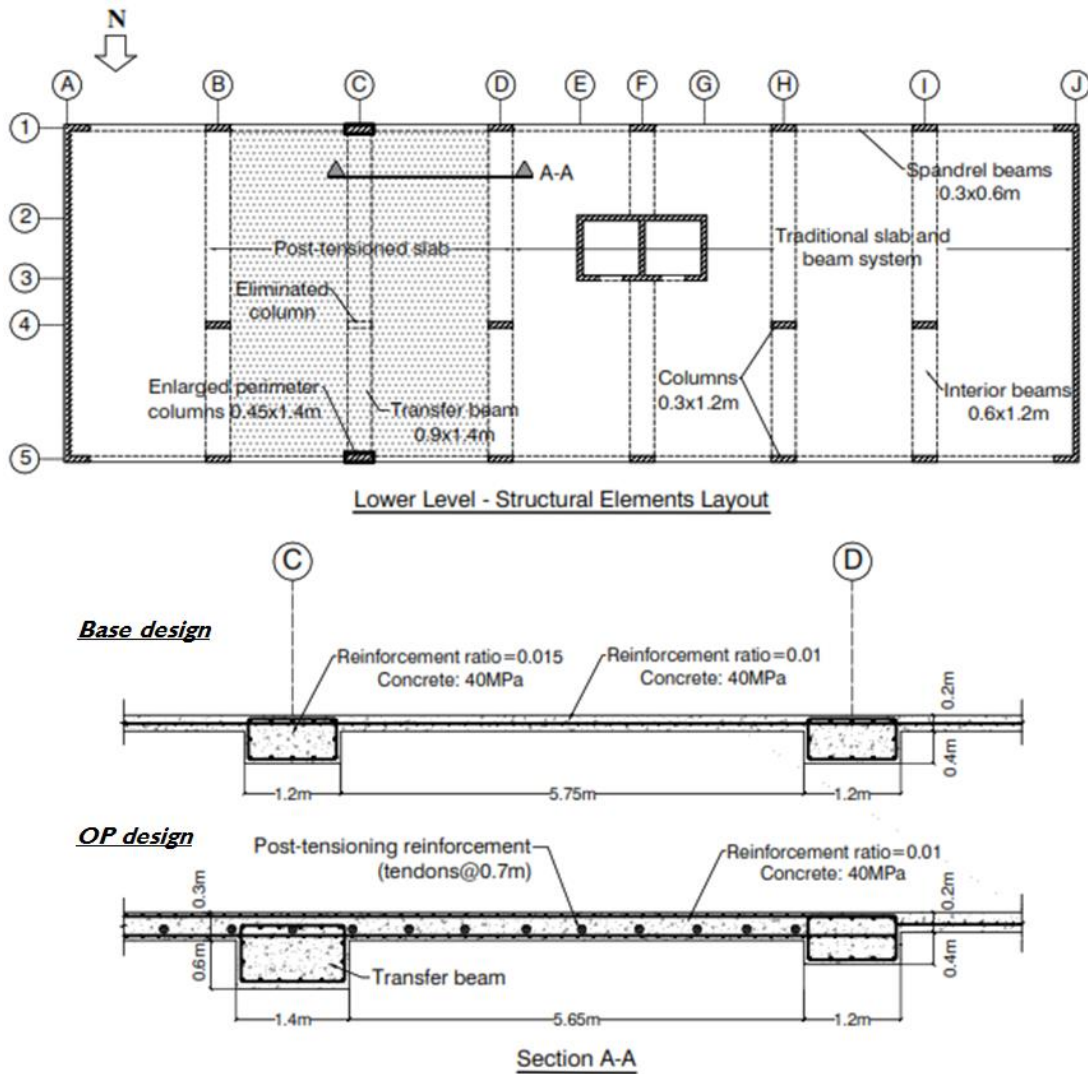 N
A B C D E F G H I J
1
A-A
Spandrel beams
0.3x0.6m
2
Post-tensioned slab
Traditional slab and
beam system
3
Eliminated
column
4
Enlarged perimeter
columns 0.45x1.4m
Transfer beam
0.9x1.4m
Columns
0.3x1.2m
Interior beams
0.6x1.2m
5
Lower Level - Structural Elements Layout
C D
Base design
Reinforcement ratio=0.015
Concrete: 40MPa
Reinforcement ratio=0.01
Concrete: 40MPa
0.2m
0.4m
1.2m 5.75m 1.2m
OP design
Post-tensioning reinforcement
(tendons@0.7m)
Reinforcement ratio=0.01
Concrete: 40MPa
0.3m
0.2m
0.6m
Transfer beam
0.4m
1.4m 5.65m 1.2m
Section A-A